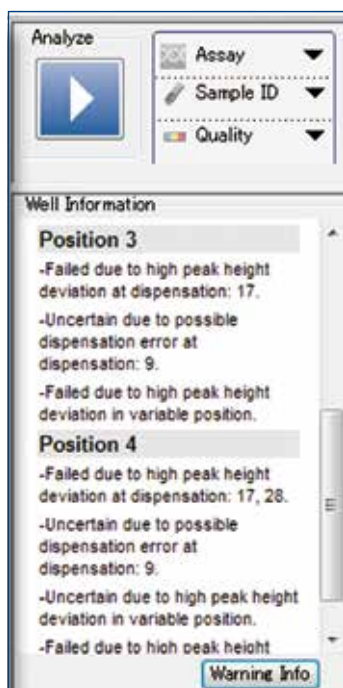 Analyze
Assay
Sample ID
Quality
Well Information
Position 3
-Failed due to high peak height
deviation at dispensation: 17.
-Uncertain due to possible
dispensation error at
dispensation: 9.
-Failed due to high peak height
deviation in variable position.
Position 4
-Failed due to high peak height
deviation at dispensation: 17, 28.
-Uncertain due to possible
dispensation error at
dispensation: 9.
-Uncertain due to high peak height
deviation in variable position.
-Failed due to high peak height
Warning Info